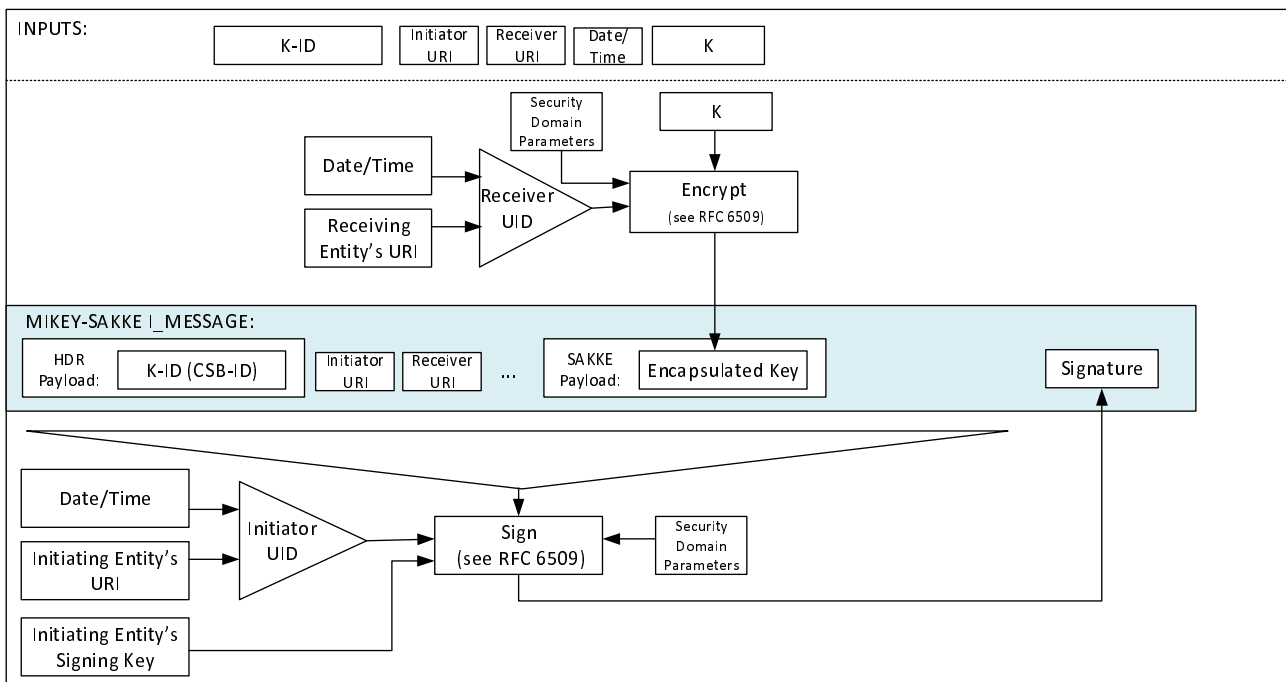 INPUTS:
K-ID
Initiator
URI
Receiver
URI
Date/
Time
K
Security
Domain
Parameters
K
Date/Time
Receiving
Entity’s URI
Receiver
UID
Encrypt
(see RFC 6509)
MIKEY-SAKKE I_MESSAGE:
HDR
Payload:
K-ID (CSB-ID)
Initiator
URI
Receiver
URI
...
SAKKE
Payload:
Encapsulated Key
Signature
Date/Time
Initiating Entity’s
URI
Initiator
UID
Sign
(see RFC 6509)
Security
Domain
Parameters
Initiating Entity’s
Signing Key